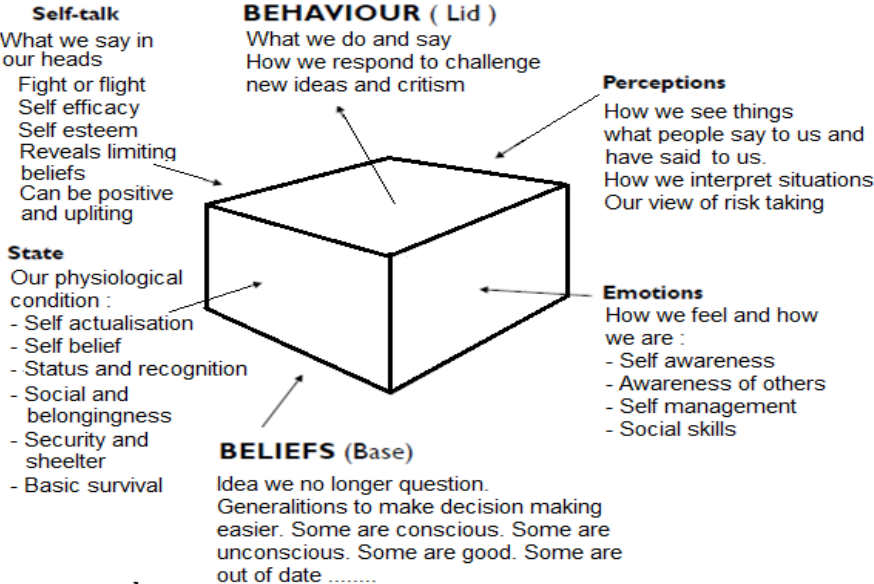 Self-talk
What we say in
our heads
Fight or flight
Self efficacy
Self esteem
Reveals limiting
beliefs
Can be positive
and upliting
BEHAVIOUR ( Lid )
What we do and say
How we respond to challenge
new ideas and critism
Perceptions
How we see things
what people say to us and
have said to us.
How we interpret situations
Our view of risk taking
State
Our physiological
condition :
- Self actualisation
- Self belief
- Status and recognition
- Social and
belongingness
- Security and
sheelter
- Basic survival
Emotions
How we feel and how
we are :
- Self awareness
- Awareness of others
- Self management
- Social skills
BELIEFS (Base)
Idea we no longer question.
Generalitions to make decision making
easier. Some are conscious. Some are
unconscious. Some are good. Some are
out of date ........